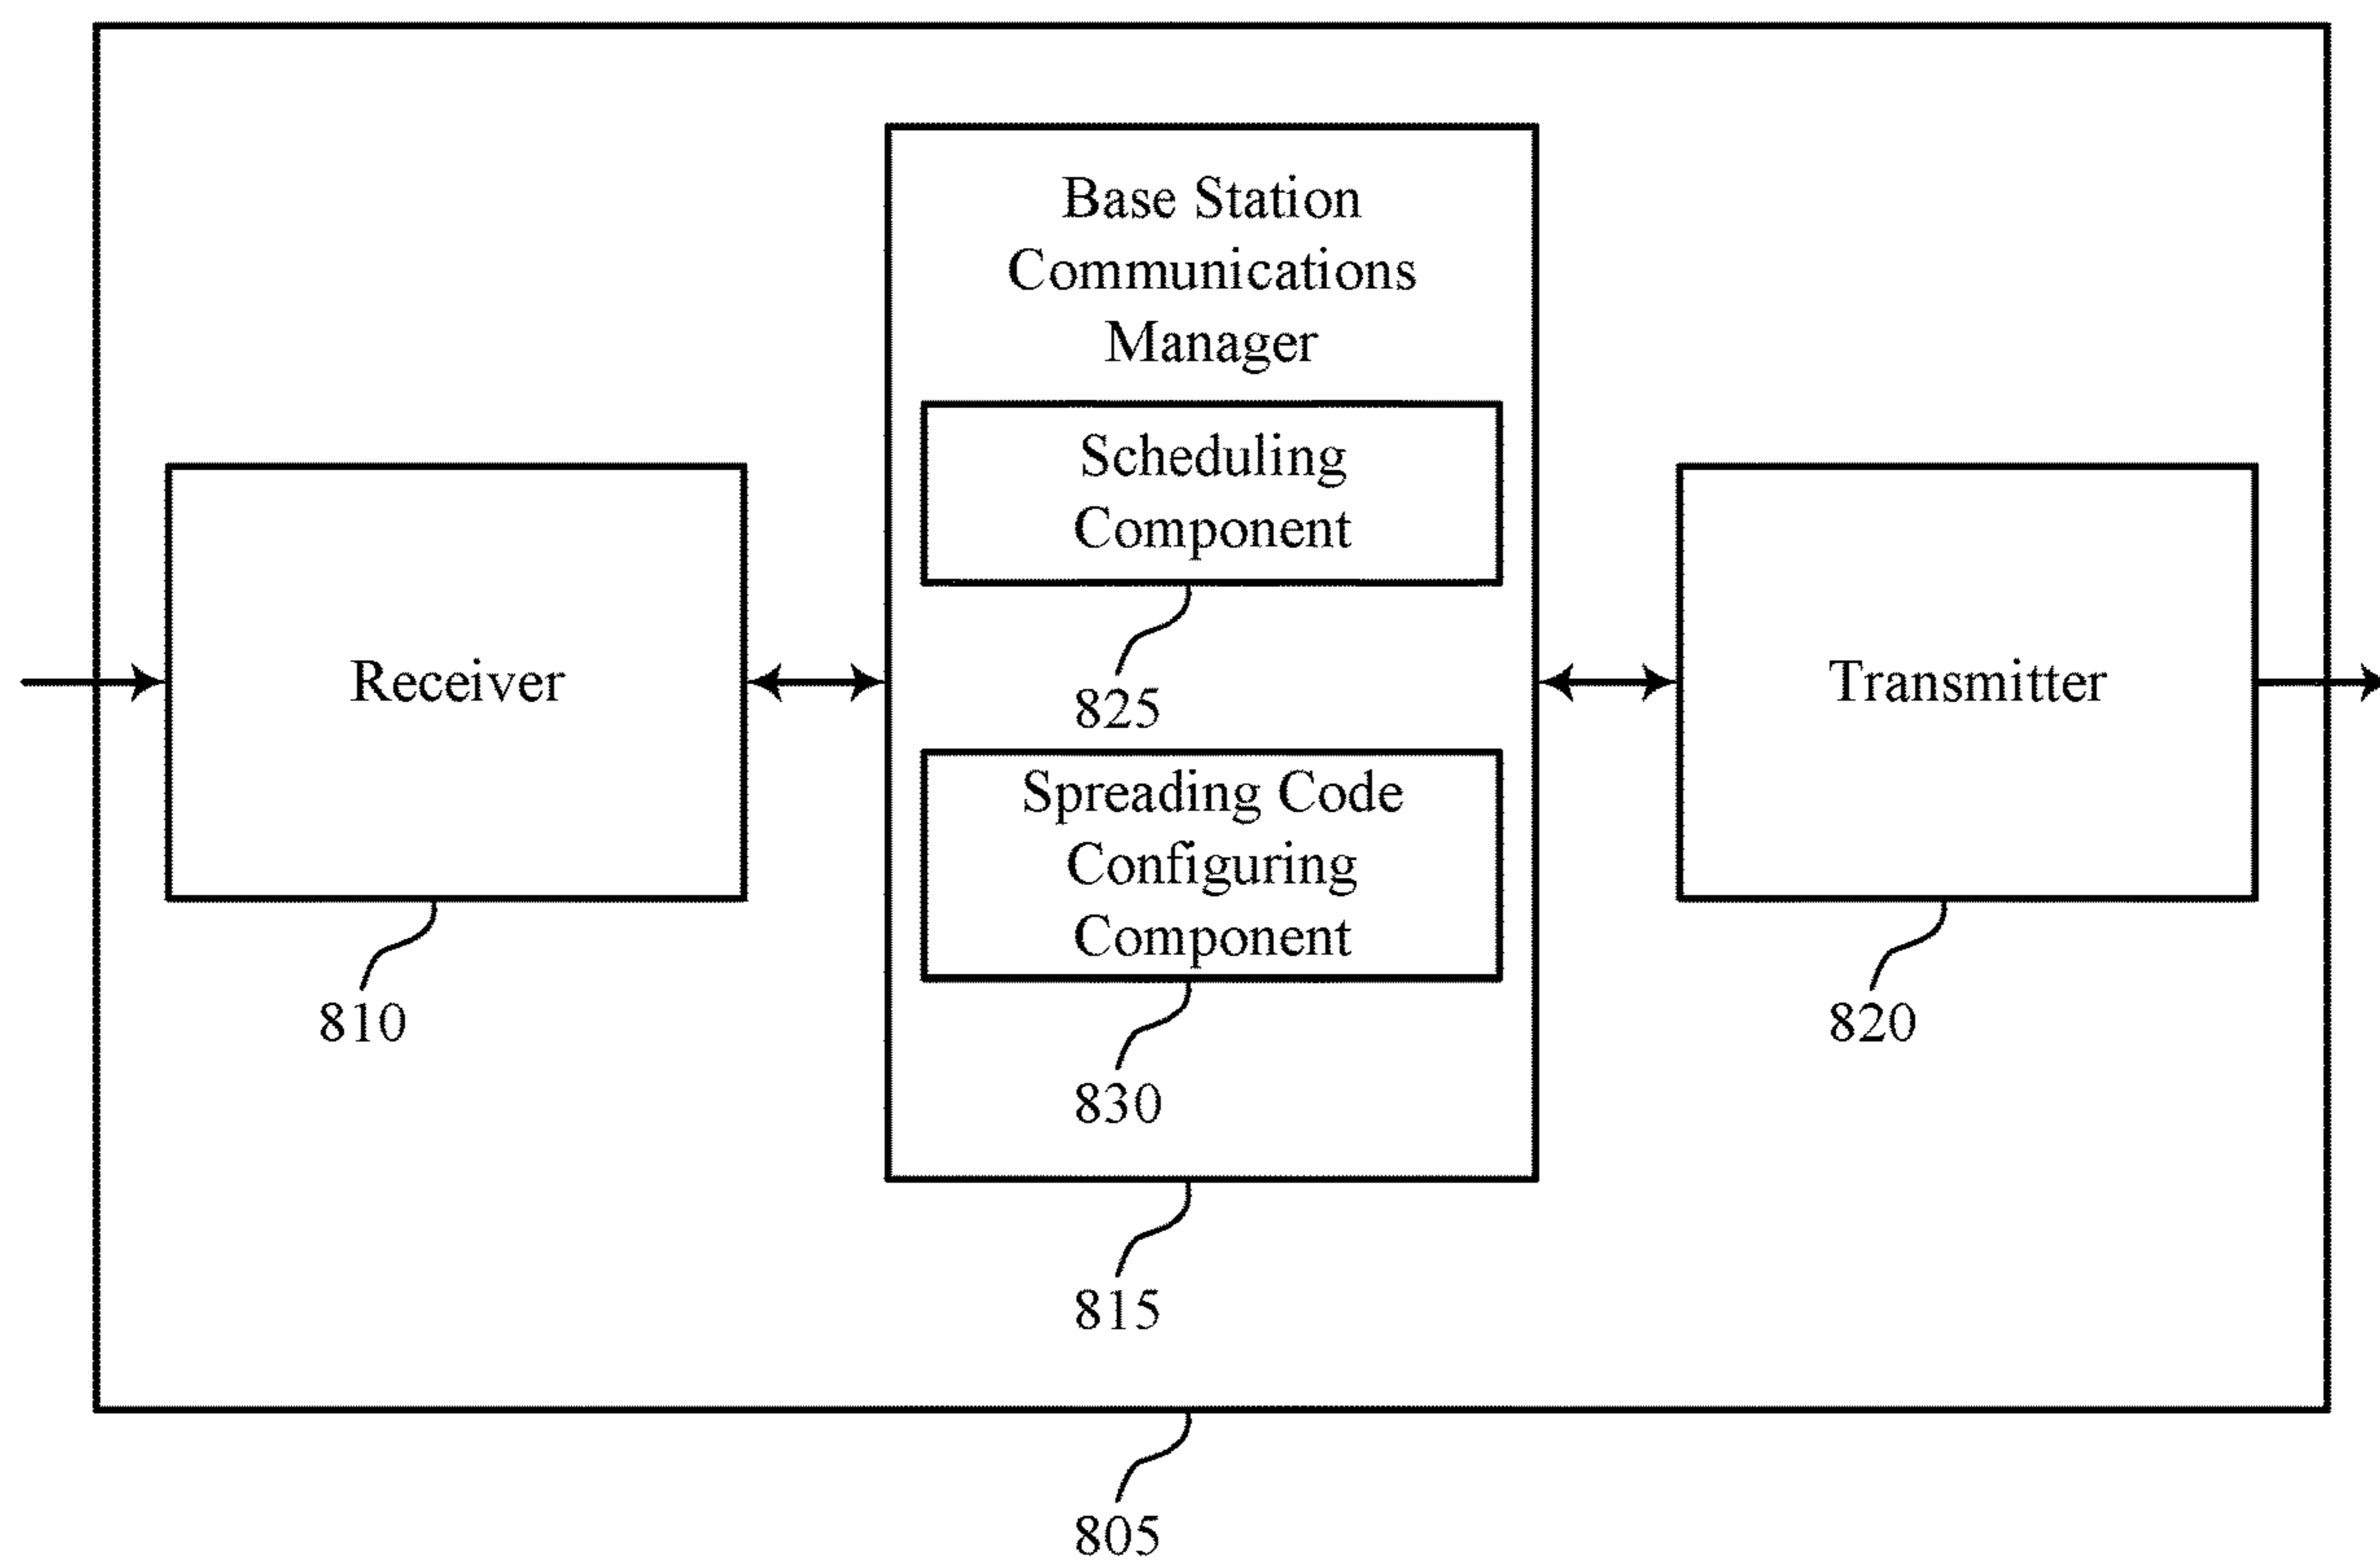 Base Station
Communications
Manager
Scheduling
Component
825
Receiver
810
Transmitter
820
Spreading Code
Configuring
Component
830
815
805